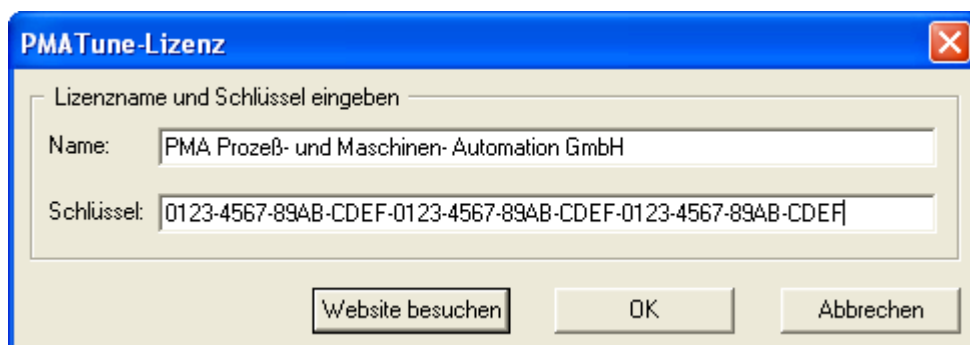 PMATune-Lizenz
Lizenzname und Schlüssel eingeben
Name: PMA Prozeß- und Maschinen- Automation GmbH
Schlüssel: 0123-4567-89AB-CDEF-0123-4567-89AB-CDEF-0123-4567-89AB-CDEF
Website besuchen OK Abbrechen